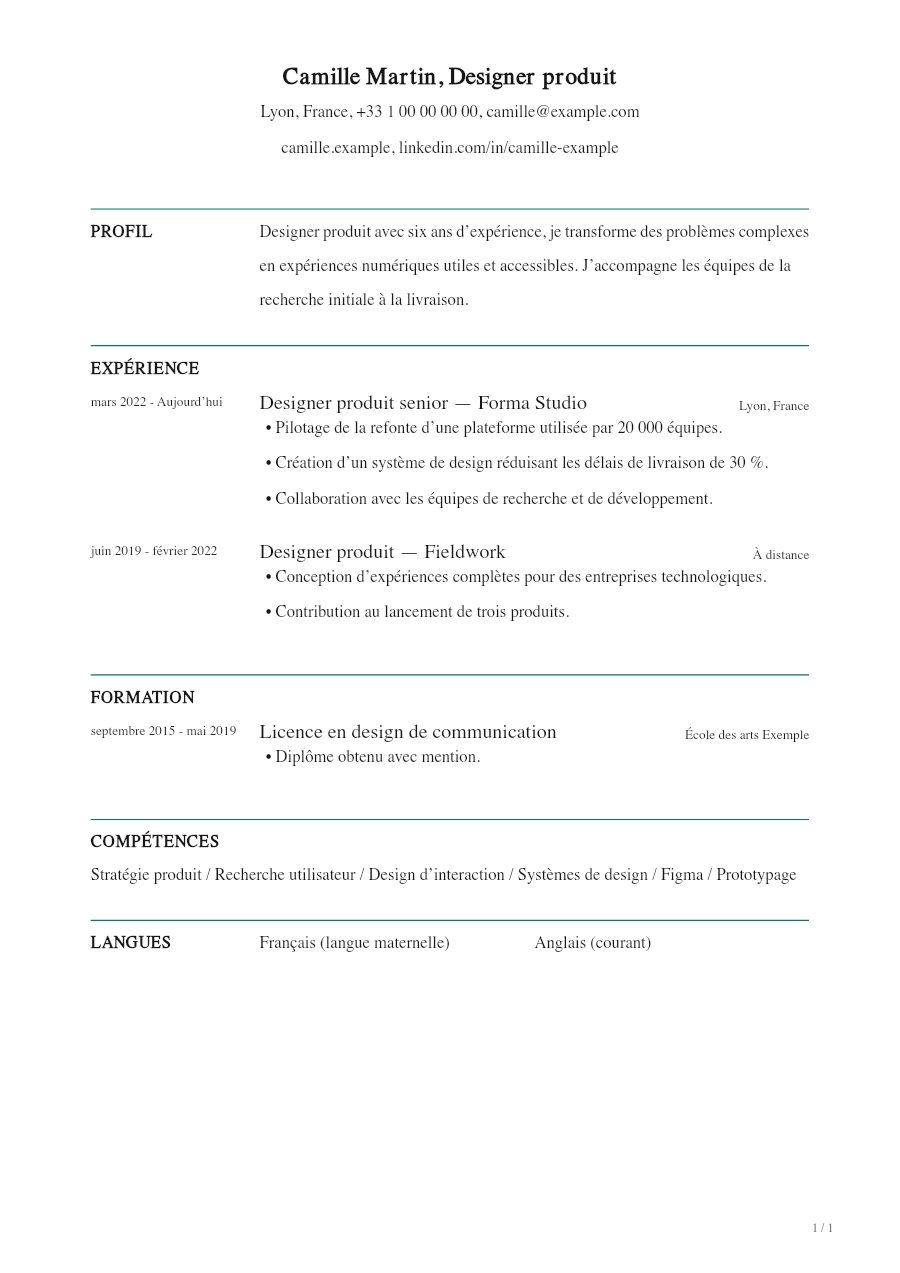 Camille Martin, Designer produit
Lyon, France, +33 1 00 00 00 00, camille@example.com
camille.example, linkedin.com/in/camille-example
PROFIL
Designer produit avec six ans d’expérience, je transforme des problèmes complexes
en expériences numériques utiles et accessibles. J’accompagne les équipes de la
recherche initiale à la livraison.
EXPÉRIENCE
mars 2022 - Aujourd’hui Designer produit senior — Forma Studio Lyon, France
• Pilotage de la refonte d’une plateforme utilisée par 20 000 équipes.
• Création d’un système de design réduisant les délais de livraison de 30 %.
• Collaboration avec les équipes de recherche et de développement.
juin 2019 - février 2022 Designer produit — Fieldwork À distance
• Conception d’expériences complètes pour des entreprises technologiques.
• Contribution au lancement de trois produits.
FORMATION
septembre 2015 - mai 2019 Licence en design de communication École des arts Exemple
• Diplôme obtenu avec mention.
COMPÉTENCES
Stratégie produit / Recherche utilisateur / Design d’interaction / Systèmes de design / Figma / Prototypage
LANGUES Français (langue maternelle) Anglais (courant)
1 / 1